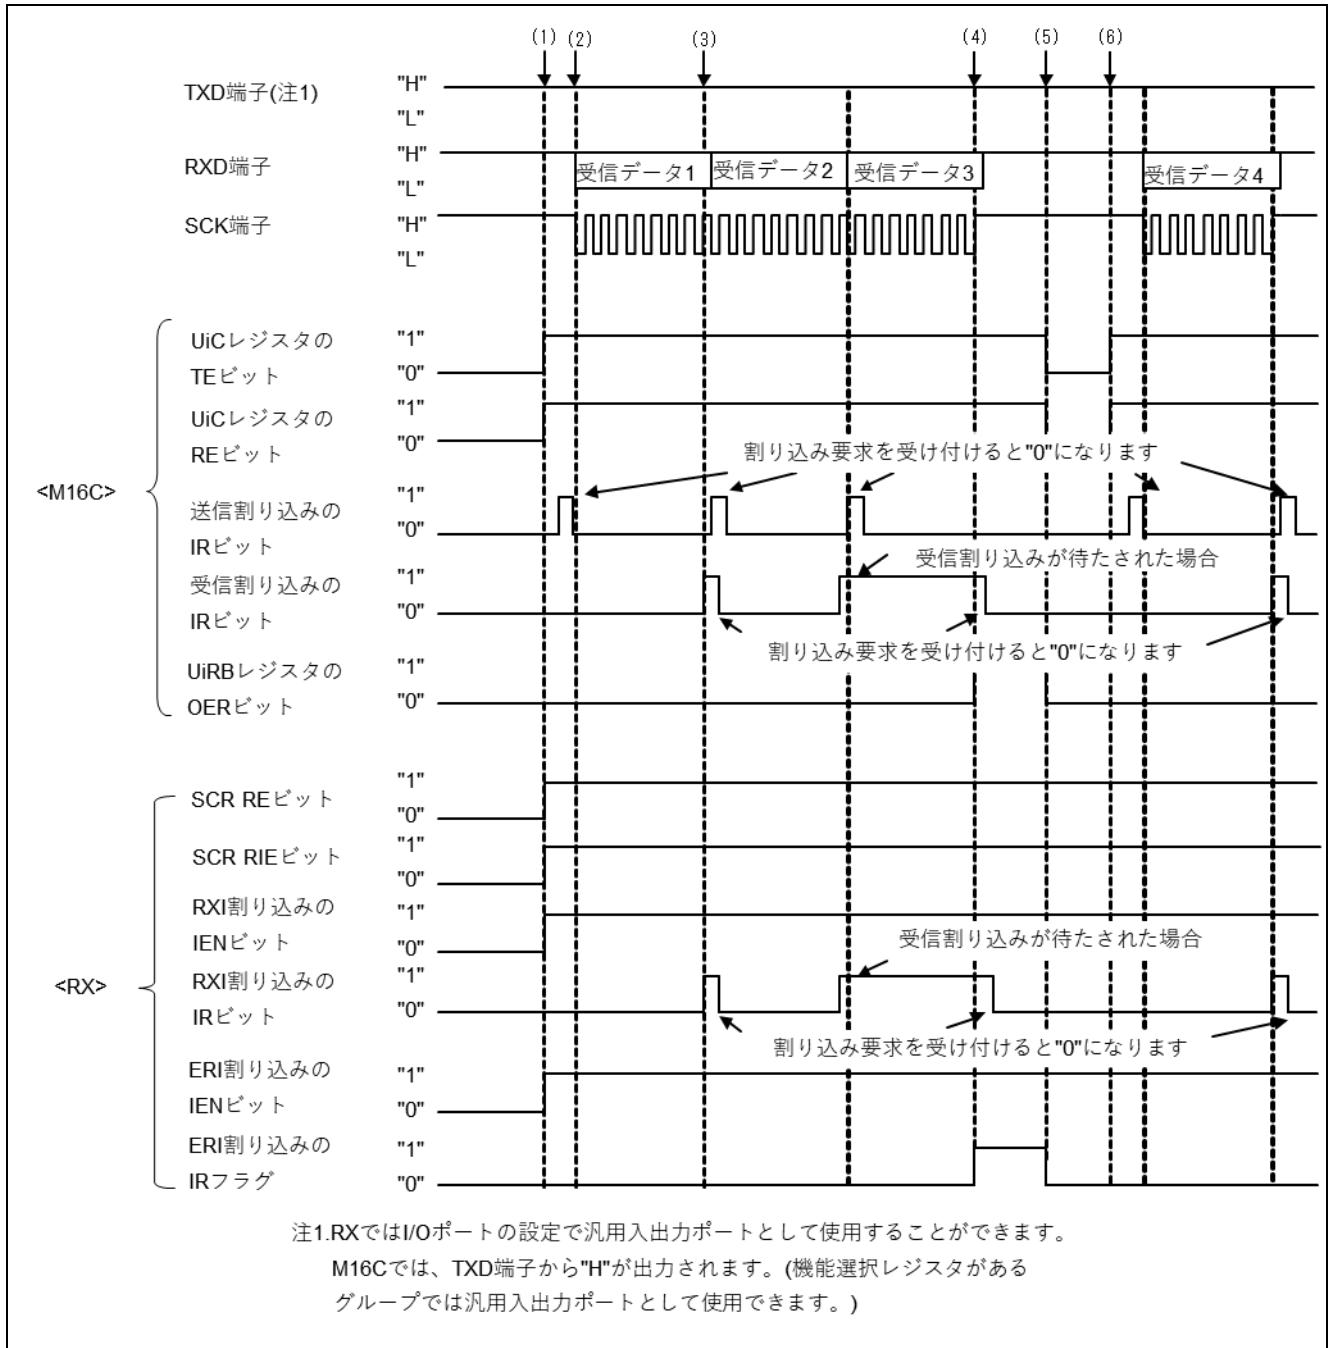 (1) (2) (3) (4) (5) (6)
TXD端子(注1) "H"
"L"
RXD端子 "H"
"L"
受信データ1 受信データ2 受信データ3 受信データ4
SCK端子 "H"
"L"
<M16C>
UiCレジスタの "1"
TEビット "0"
UiCレジスタの "1"
REビット "0"
割り込み要求を受け付けると"0"になります
送信割り込みの "1"
IRビット "0"
受信割り込みが待たされた場合
受信割り込みの "1"
IRビット "0"
割り込み要求を受け付けると"0"になります
UiRBレジスタの "1"
OERビット "0"
<RX>
SCR REビット "1"
"0"
SCR RIEビット "1"
"0"
RXI割り込みの "1"
IENビット "0"
受信割り込みが待たされた場合
RXI割り込みの "1"
IRビット "0"
割り込み要求を受け付けると"0"になります
ERI割り込みの "1"
IENビット "0"
ERI割り込みの "1"
IRフラグ "0"
注1.RXではI/Oポートの設定で汎用入出力ポートとして使用することができます。
M16Cでは、TXD端子から"H"が出力されます。(機能選択レジスタがある
グループでは汎用入出力ポートとして使用できます。)